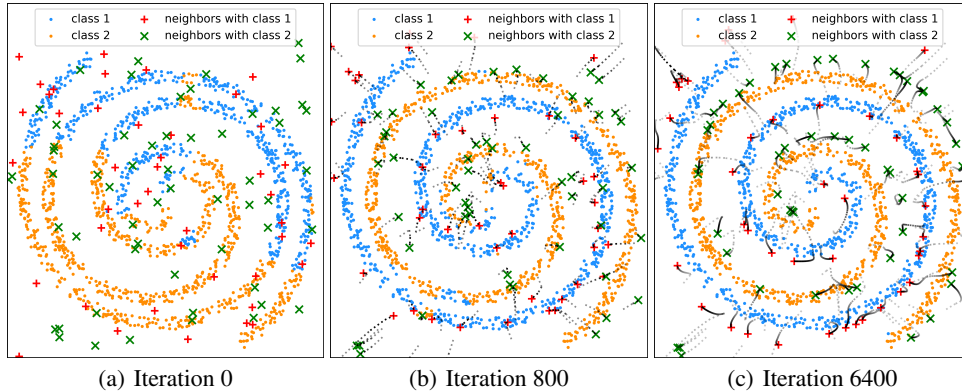 class 1 neighbors with class 1
class 2 neighbors with class 2
class 1 neighbors with class 1
class 2 neighbors with class 2
class 1 neighbors with class 1
class 2 neighbors with class 2
(a) Iteration 0
(b) Iteration 800
(c) Iteration 6400